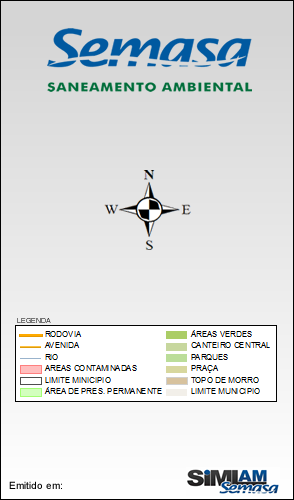 Semasa
SANEAMENTO AMBIENTAL
N
W E
S
LEGENDA
RODOVIA
AVENIDA
RIO
AREAS CONTAMINADAS
LIMITE MINICIPIO
ÁREA DE PRES. PERMANENTE
ÁREAS VERDES
CANTEIRO CENTRAL
PARQUES
PRAÇA
TOPO DE MORRO
LIMITE MUNICIPIO
Emitido em:
SIMIAM
Semasa